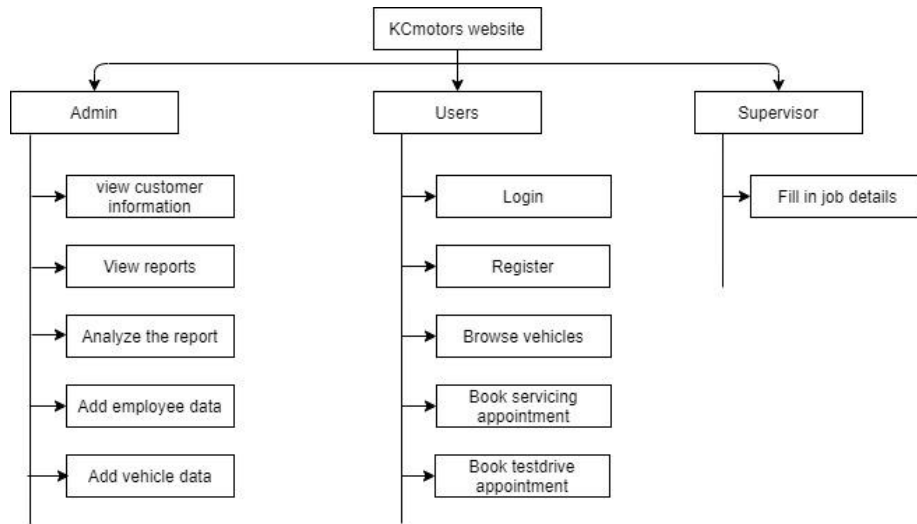 KCmotors website
Admin
Users
Supervisor
view customer
information
Login
Fill in job details
View reports
Register
Analyze the report
Browse vehicles
Add employee data
Book servicing
appointment
Add vehicle data
Book testdrive
appointment